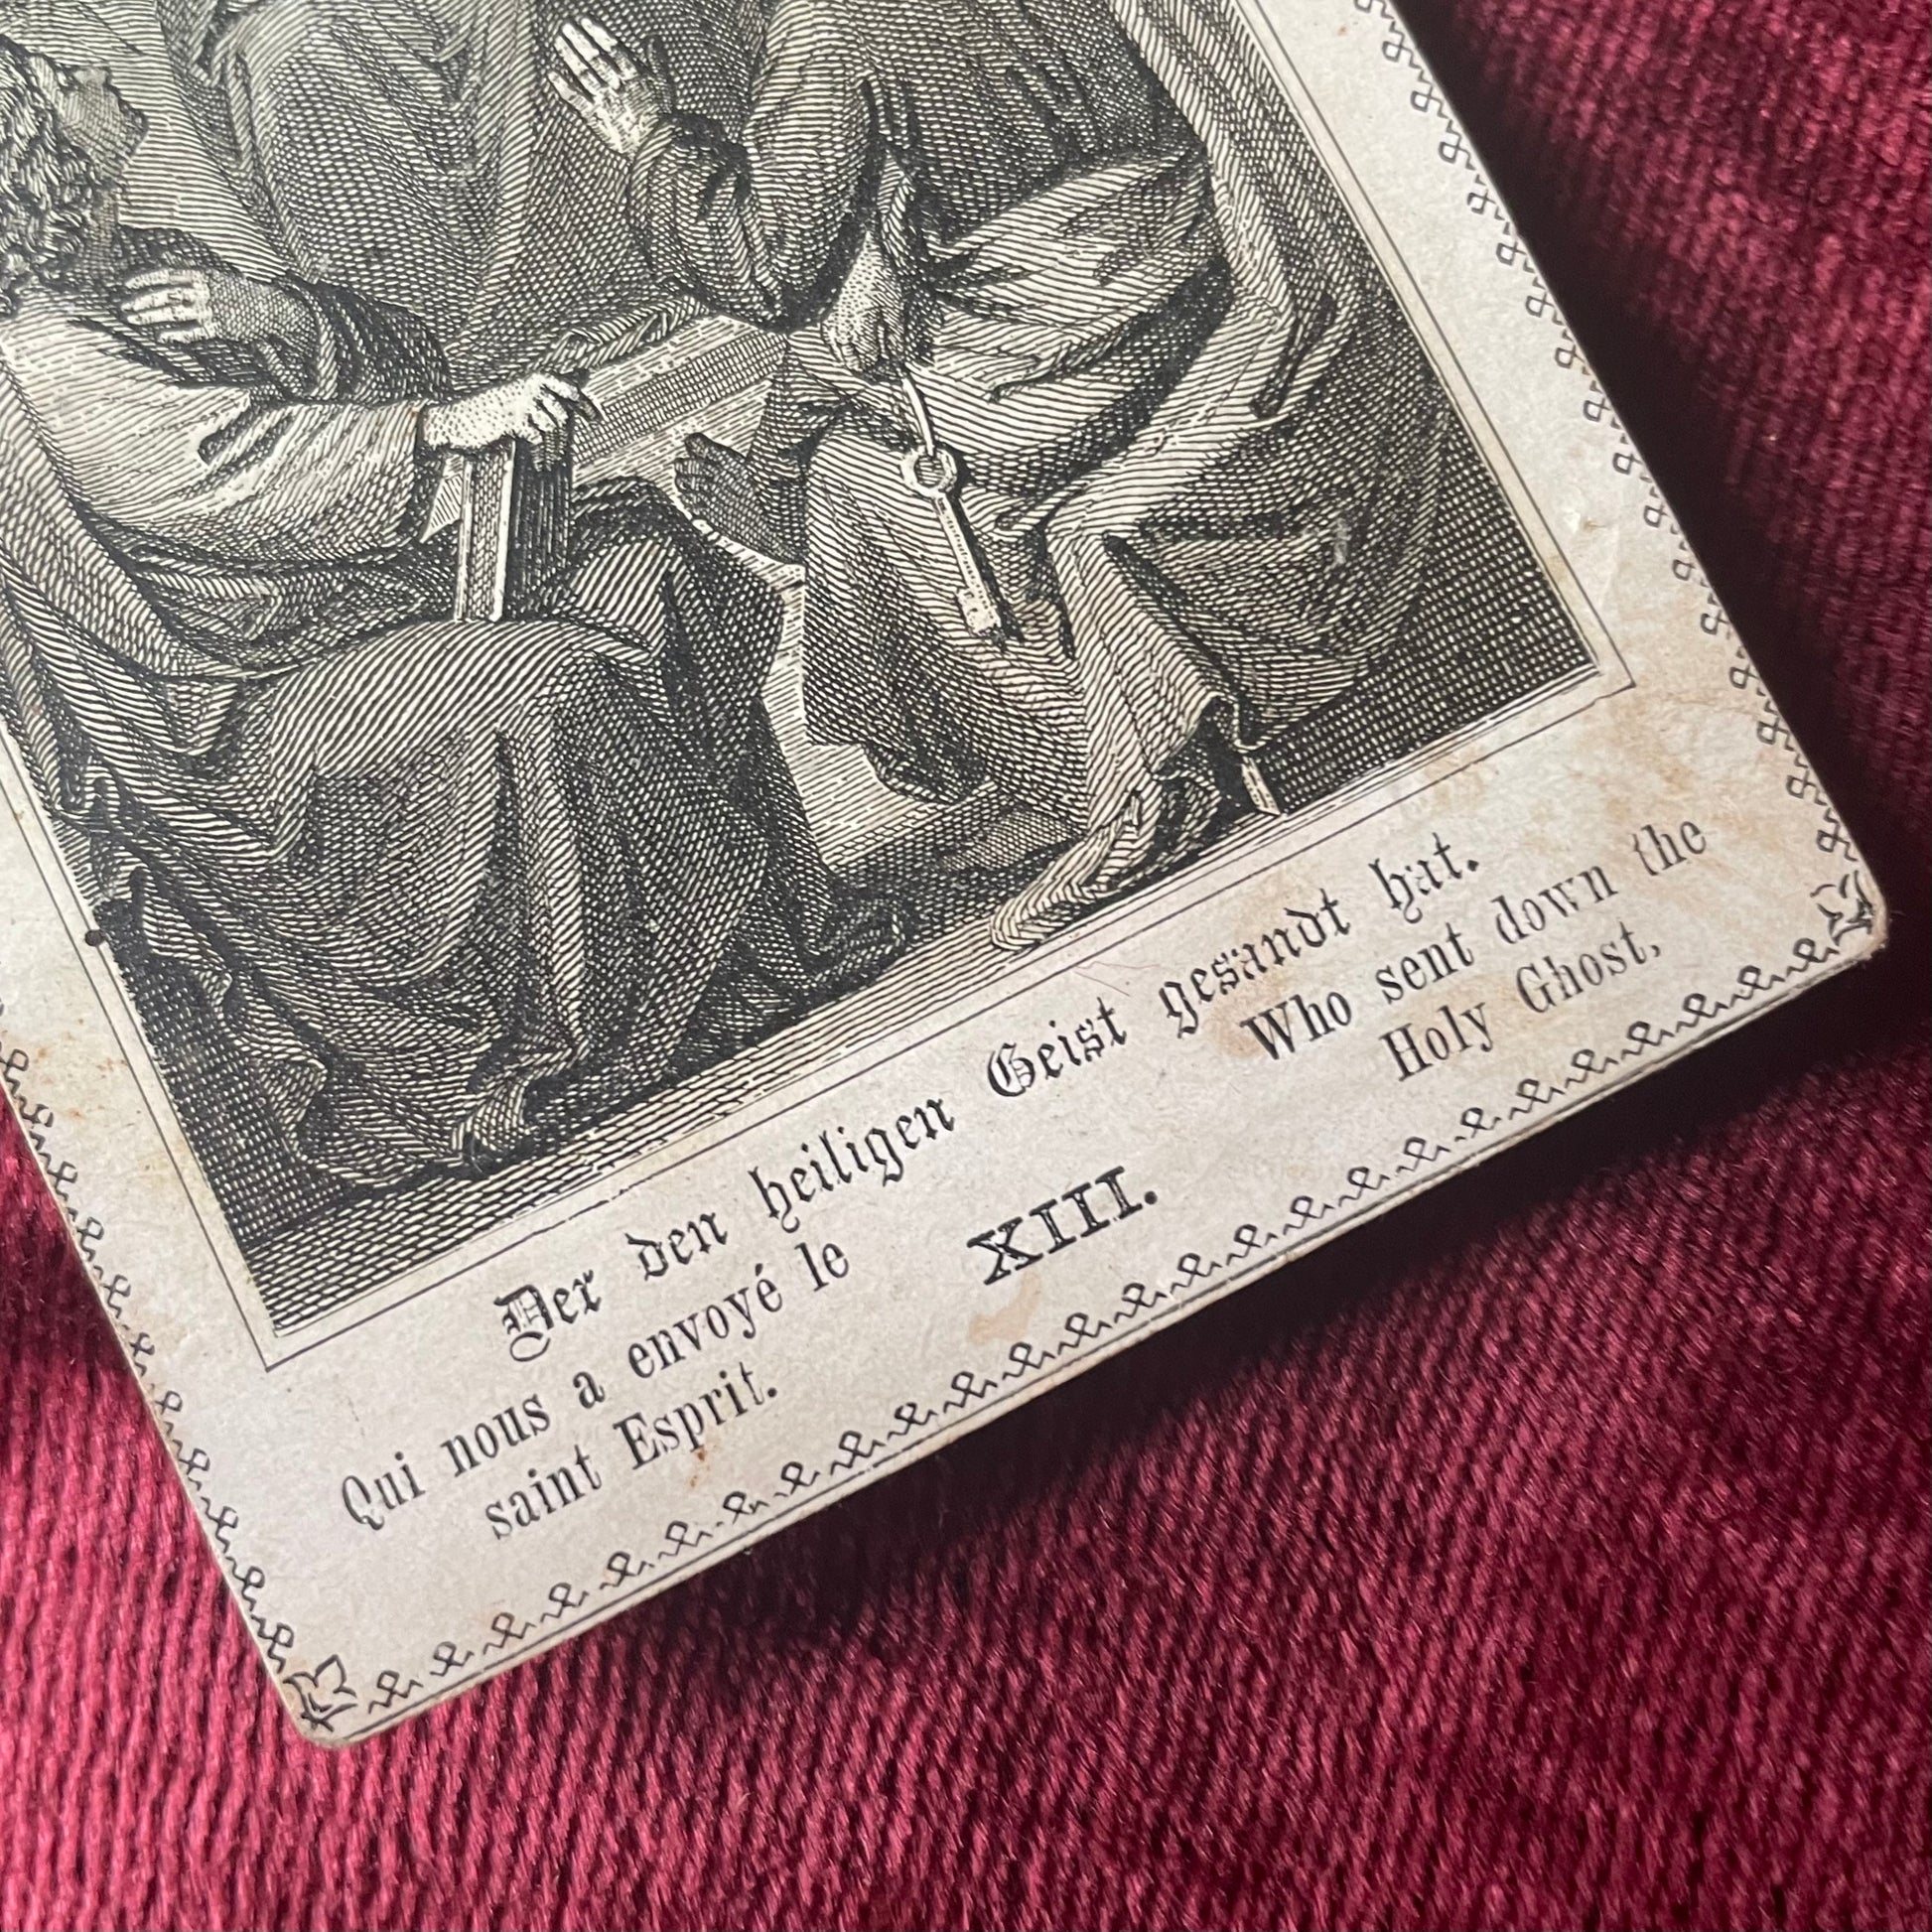 Der den heiligen Geist gesandt hat.
Qui nous a envoyé le
saint Esprit.
XIII.
Who sent down the
Holy Ghost,